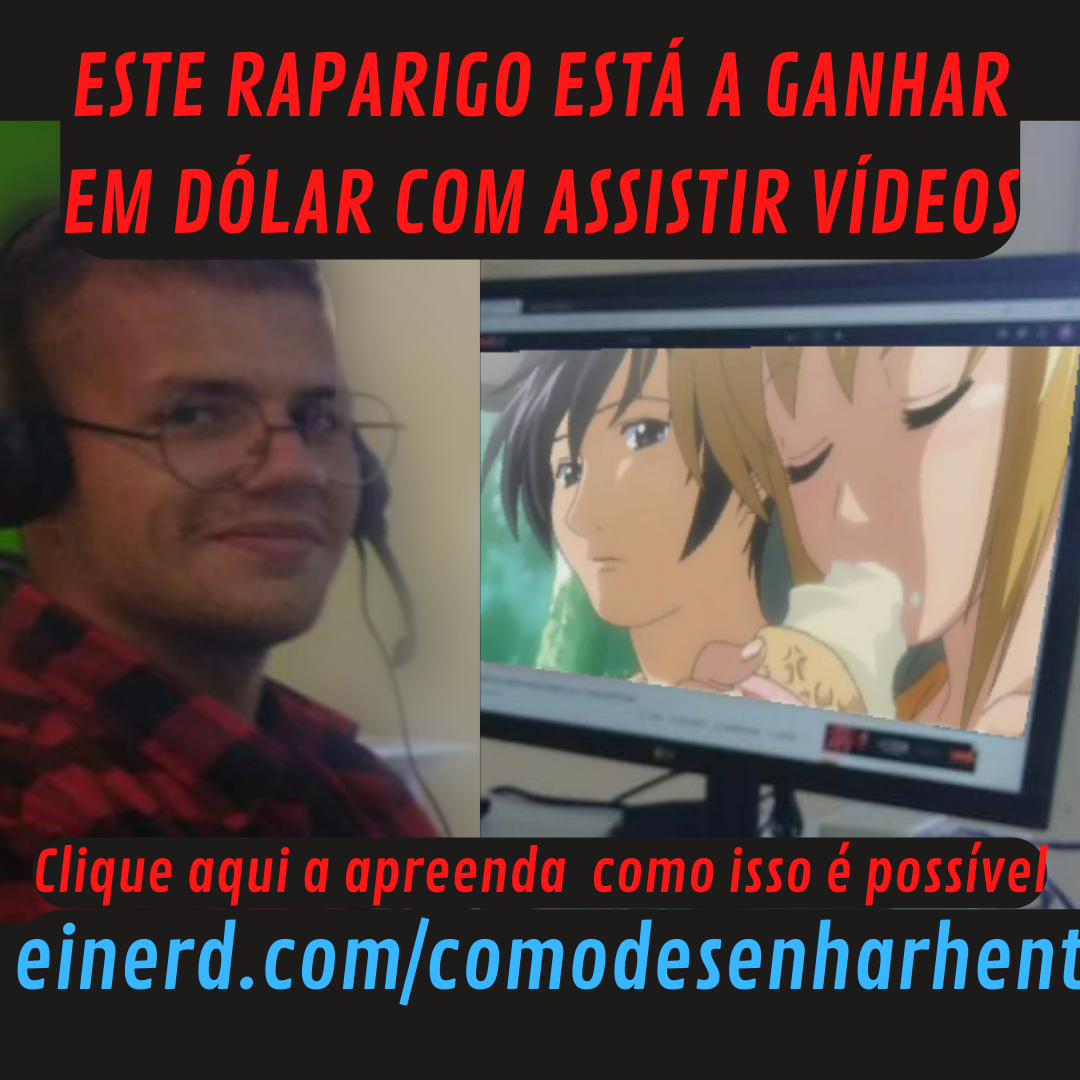 ESTE RAPARIGO ESTÁ A GANHAR
EM DÓLAR COM ASSISTIR VÍDEOS
Clique aqui a apreenda como isso é possível
einerd.com/comodesenharhent